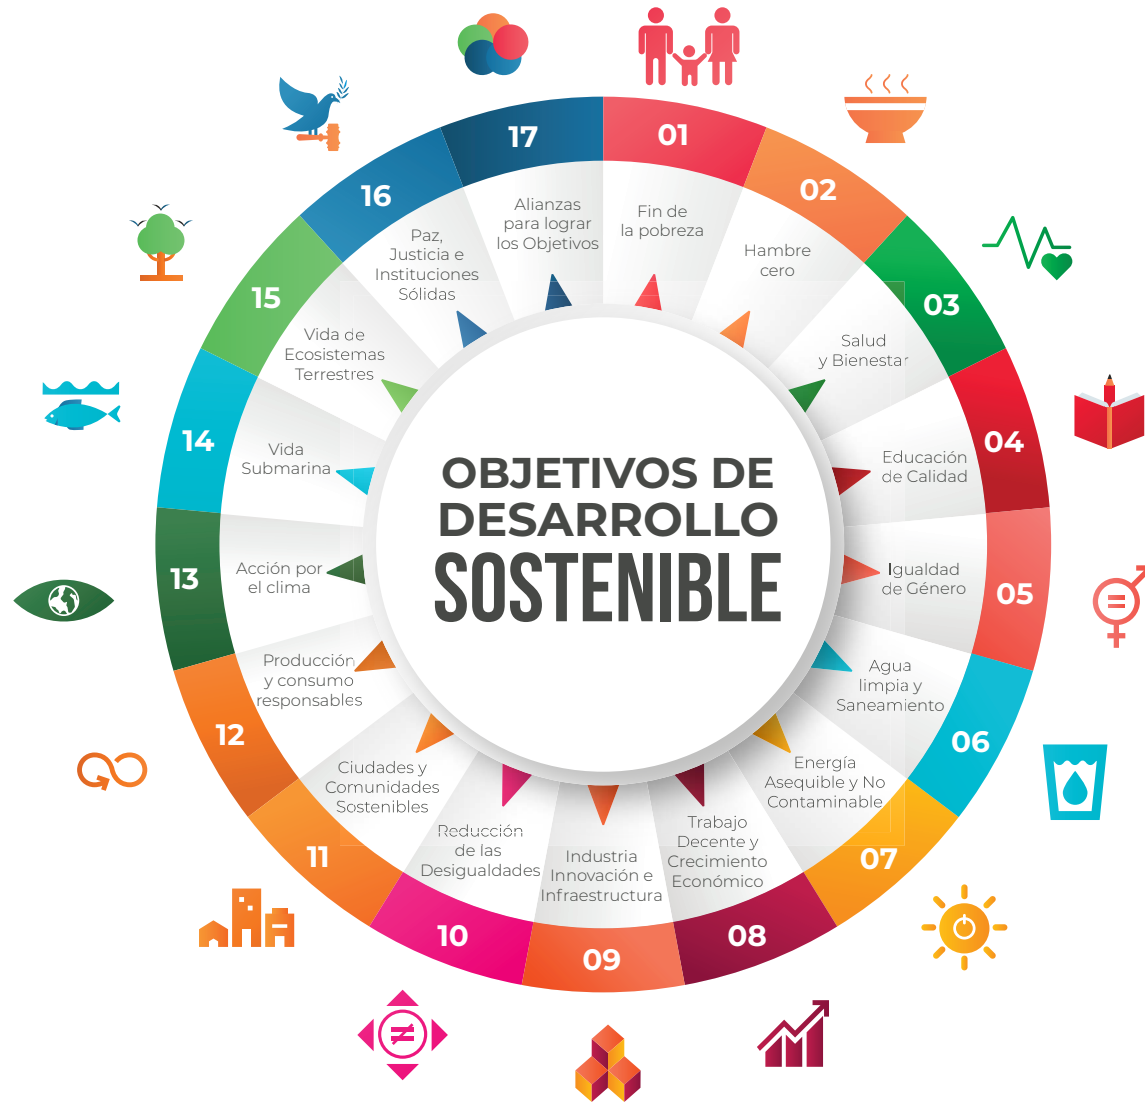 OBJETIVOS DE
DESARROLLO
SOSTENIBLE
01
Fin de
la pobreza
02
Hambre
cero
03
Salud
y Bienestar
04
Educación
de Calidad
05
Igualdad
de Género
06
Agua
limpia y
Saneamiento
07
Energía
Asequible y No
Contaminable
08
Trabajo
Decente y
Crecimiento
Económico
09
Industria
Innovación e
Infraestructura
10
Reducción
de las
Desigualdades
11
Ciudades y
Comunidades
Sostenibles
12
Producción
y consumo
responsables
13
Acción por
el clima
14
Vida
Submarina
15
Vida de
Ecosistemas
Terrestres
16
Paz,
Justicia e
Instituciones
Sólidas
17
Alianzas
para lograr
los Objetivos